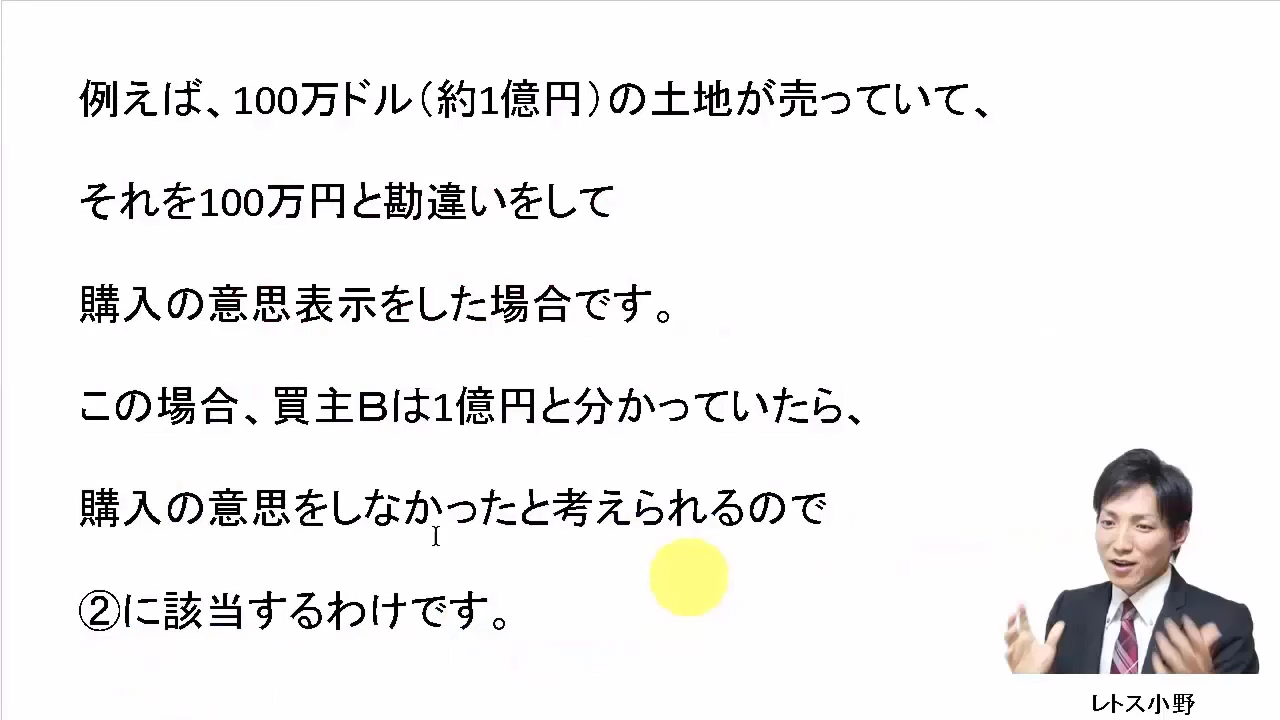 例えば、100万ドル（約1億円）の土地が売っていて、
それを100万円と勘違いをして
購入の意思表示をした場合です。
この場合、買主Ｂは1億円と分かっていたら、
購入の意思をしなかったと考えられるので
②に該当するわけです。
レトス小野